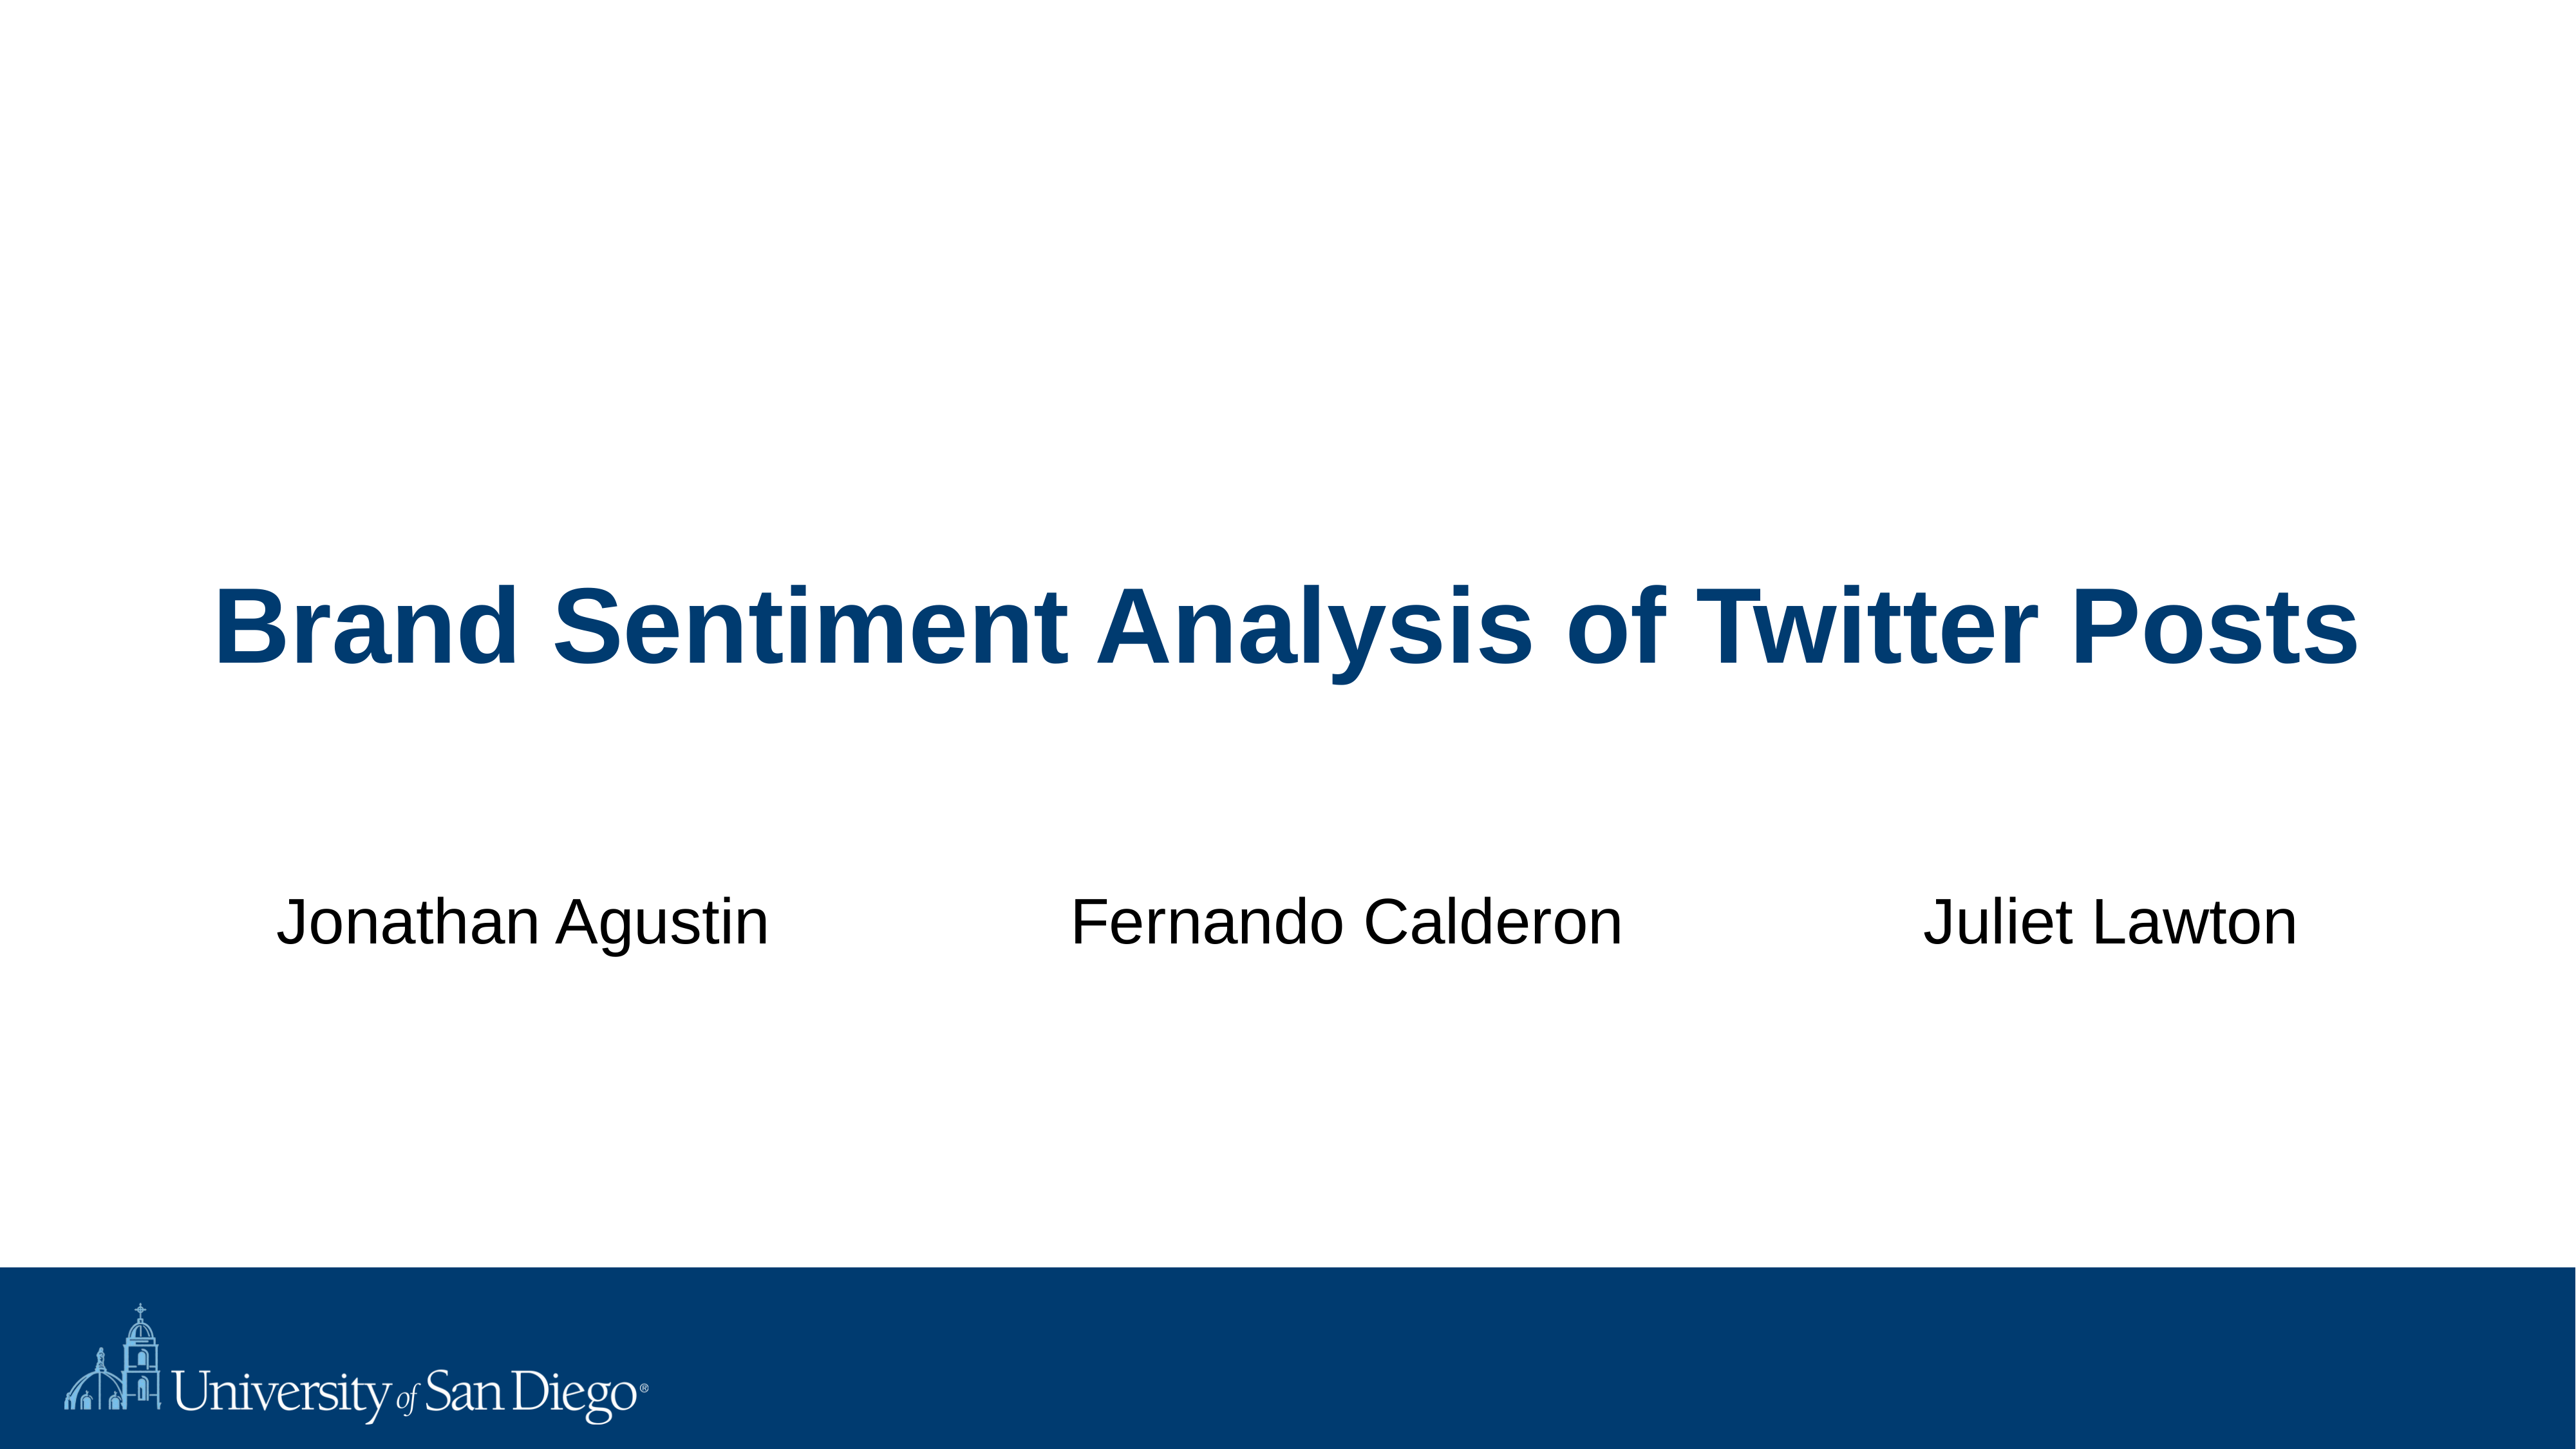 Brand Sentiment Analysis of Twitter Posts
Jonathan Agustin Fernando Calderon Juliet Lawton
University of San Diego®